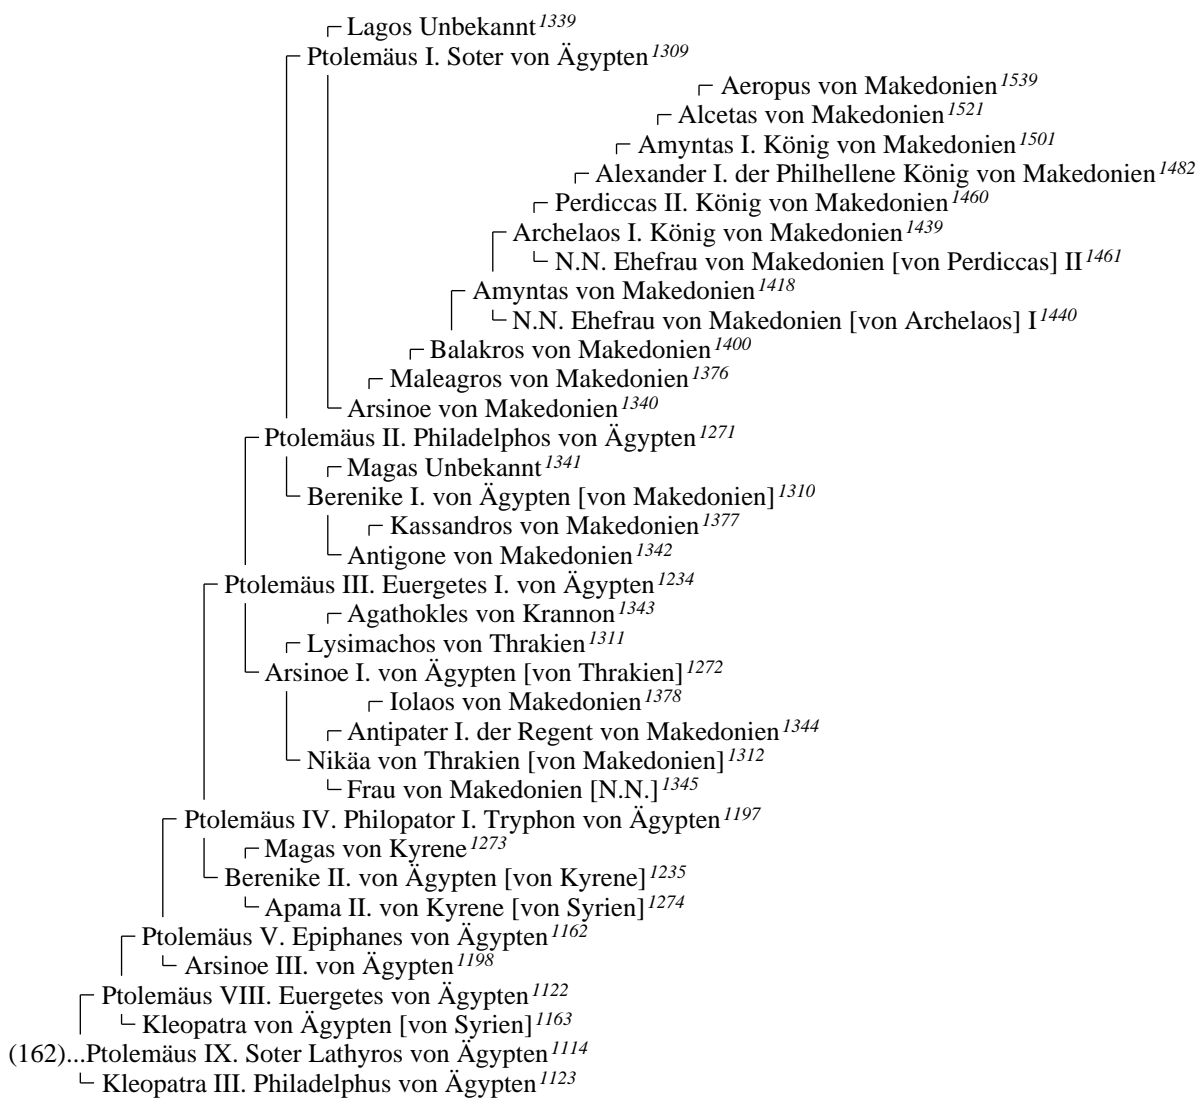 Lagos Unbekannt1339
Ptolemäus I. Soter von Ägypten1309
Aeropus von Makedonien1539
Alcetas von Makedonien1521
Amyntas I. König von Makedonien1501
Alexander I. der Philhellene König von Makedonien1482
Perdiccas II. König von Makedonien1460
Archelaos I. König von Makedonien1439
N.N. Ehefrau von Makedonien [von Perdiccas] II1461
Amyntas von Makedonien1418
N.N. Ehefrau von Makedonien [von Archelaos] I1440
Balakros von Makedonien1400
Maleagros von Makedonien1376
Arsinoe von Makedonien1340
Ptolemäus II. Philadelphos von Ägypten1271
Magas Unbekannt1341
Berenike I. von Ägypten [von Makedonien]1310
Kassandros von Makedonien1377
Antigone von Makedonien1342
Ptolemäus III. Euergetes I. von Ägypten1234
Agathokles von Krannon1343
Lysimachos von Thrakien1311
Arsinoe I. von Ägypten [von Thrakien]1272
Iolaos von Makedonien1378
Antipater I. der Regent von Makedonien1344
Nikäa von Thrakien [von Makedonien]1312
Frau von Makedonien [N.N.]1345
Ptolemäus IV. Philopator I. Tryphon von Ägypten1197
Magas von Kyrene1273
Berenike II. von Ägypten [von Kyrene]1235
Apama II. von Kyrene [von Syrien]1274
Ptolemäus V. Epiphanes von Ägypten1162
Arsinoe III. von Ägypten1198
Ptolemäus VIII. Euergetes von Ägypten1122
Kleopatra von Ägypten [von Syrien]1163
(162)...Ptolemäus IX. Soter Lathyros von Ägypten1114
Kleopatra III. Philadelphus von Ägypten1123